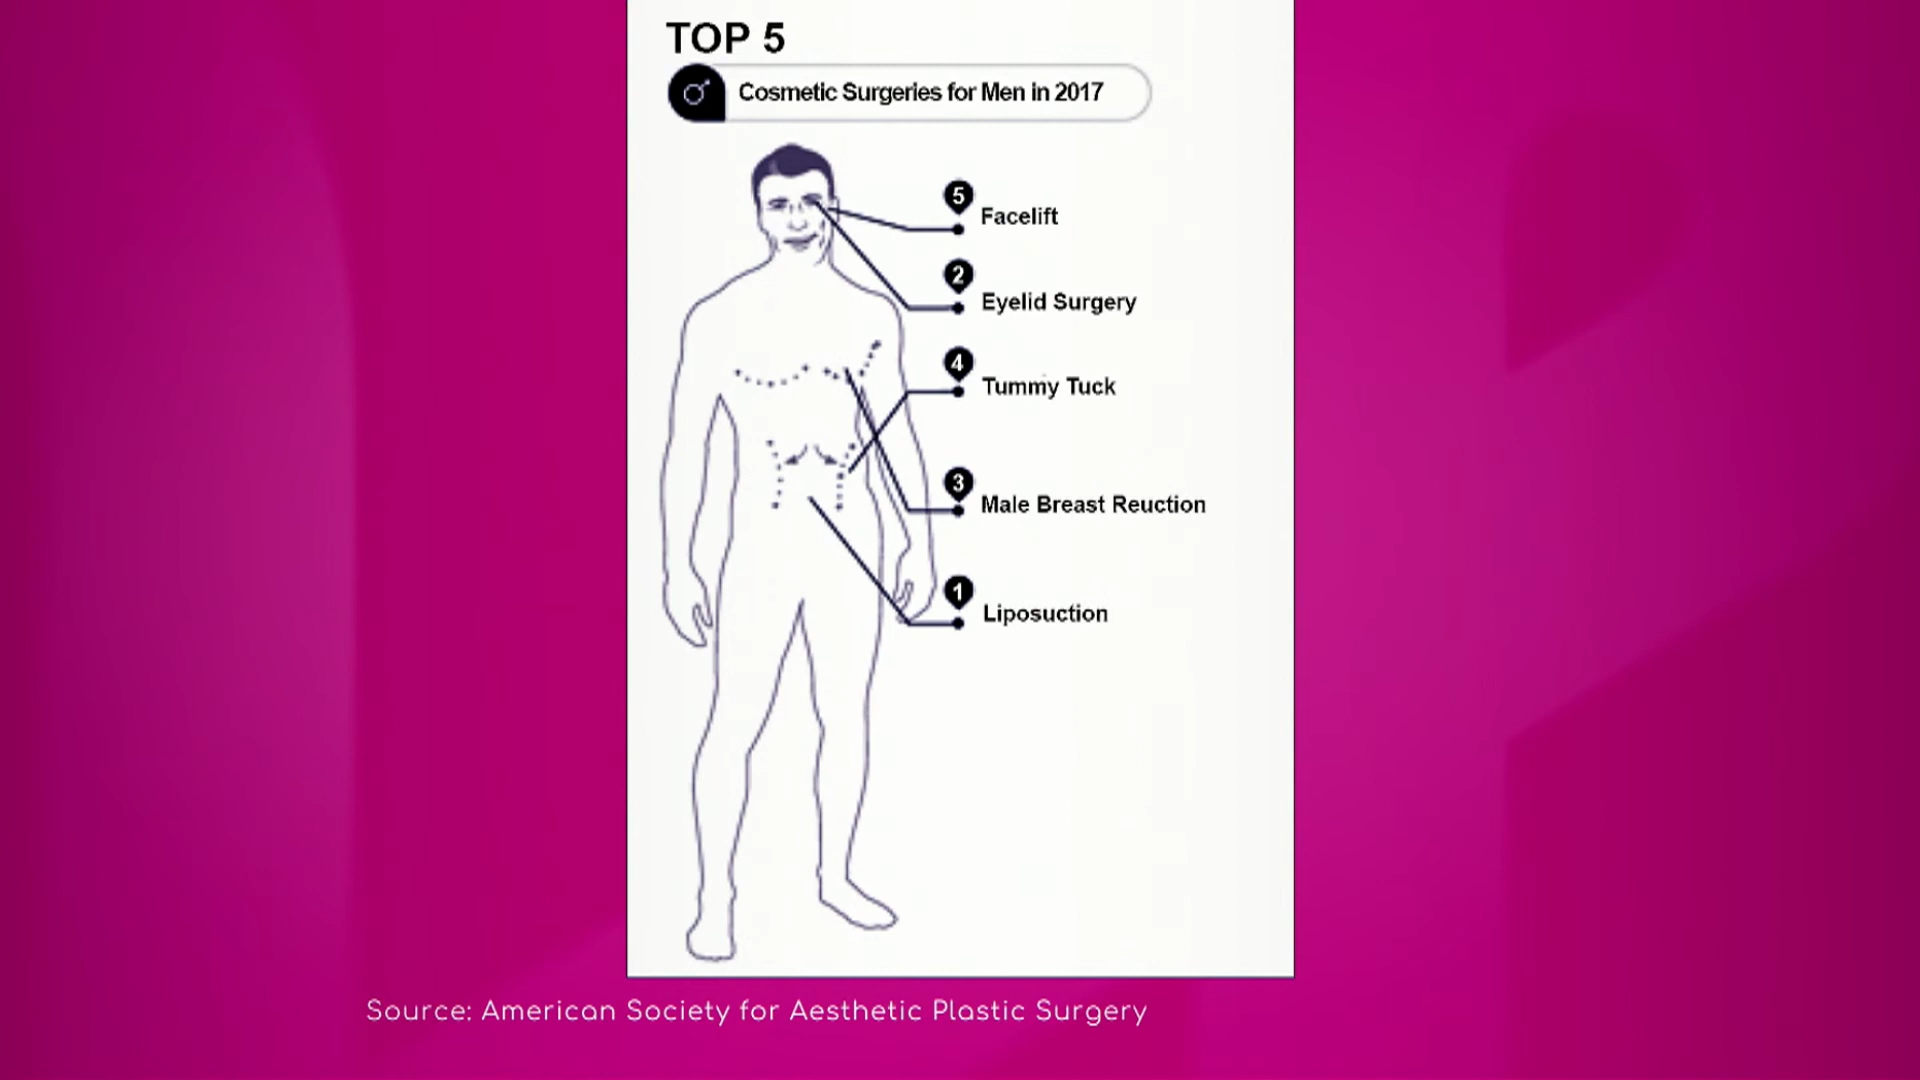 TOP 5
Cosmetic Surgeries for Men in 2017
5
Facelift
2
Eyelid Surgery
4
Tummy Tuck
3
Male Breast Reuction
1
Liposuction
Source: American Society for Aesthetic Plastic Surgery